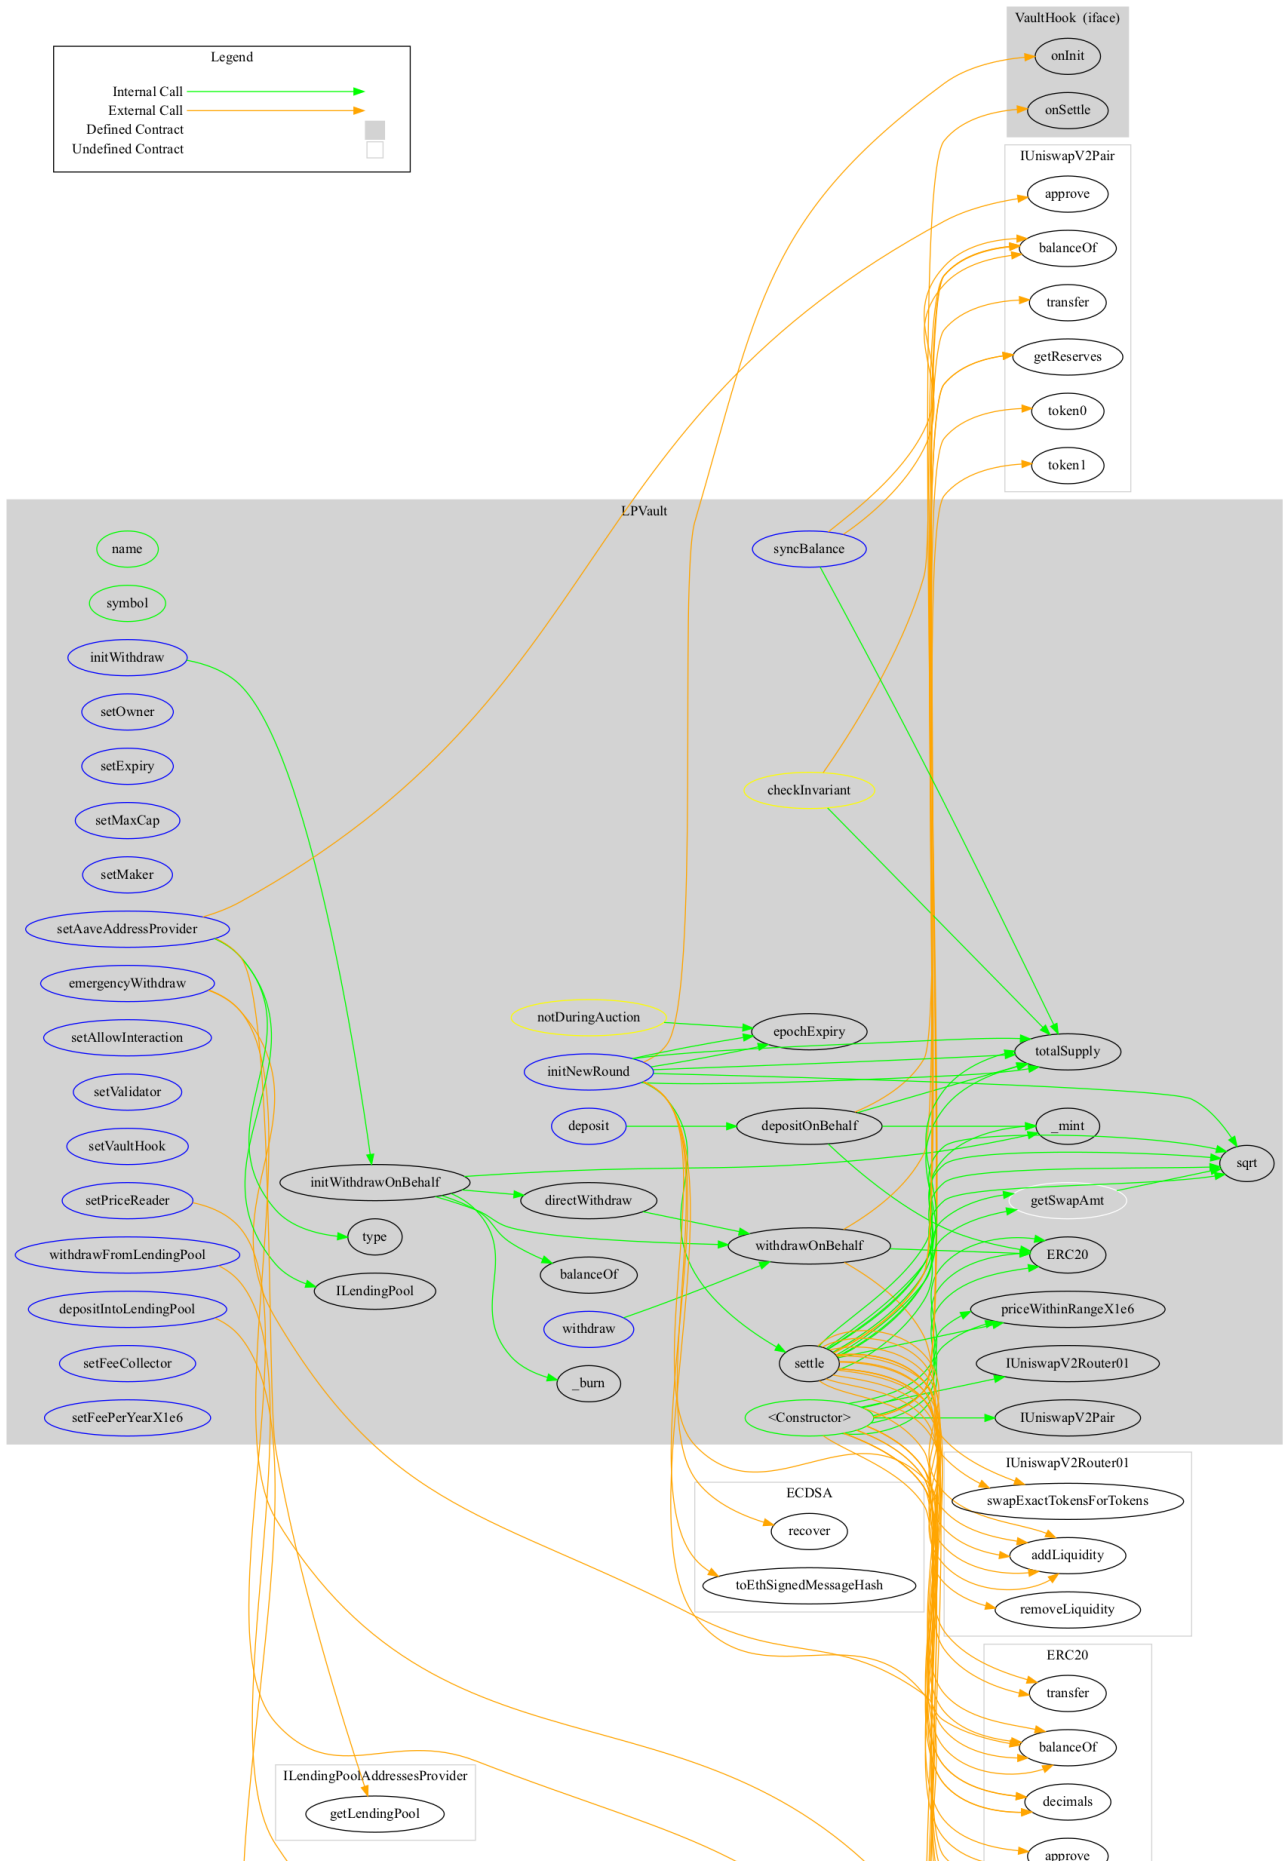 VaultHook  (iface)
onInit
onSettle
Legend
Internal Call
External Call
Defined Contract
Undefined Contract
IUniswapV2Pair
approve
balanceOf
transfer
getReserves
token0
token1
LPVault
name
symbol
initWithdraw
setOwner
setExpiry
setMaxCap
setMaker
setAaveAddressProvider
emergencyWithdraw
setAllowInteraction
setValidator
setVaultHook
setPriceReader
withdrawFromLendingPool
depositIntoLendingPool
setFeeCollector
setFeePerYearX1e6
initWithdrawOnBehalf
type
ILendingPool
notDuringAuction
initNewRound
deposit
directWithdraw
balanceOf
withdraw
_burn
syncBalance
checkInvariant
epochExpiry
depositOnBehalf
withdrawOnBehalf
settle
<Constructor>
totalSupply
_mint
getSwapAmt
ERC20
priceWithinRangeX1e6
IUniswapV2Router01
IUniswapV2Pair
sqrt
ECDSA
recover
toEthSignedMessageHash
IUniswapV2Router01
swapExactTokensForTokens
addLiquidity
removeLiquidity
ERC20
transfer
balanceOf
decimals
approve
ILendingPoolAddressesProvider
getLendingPool